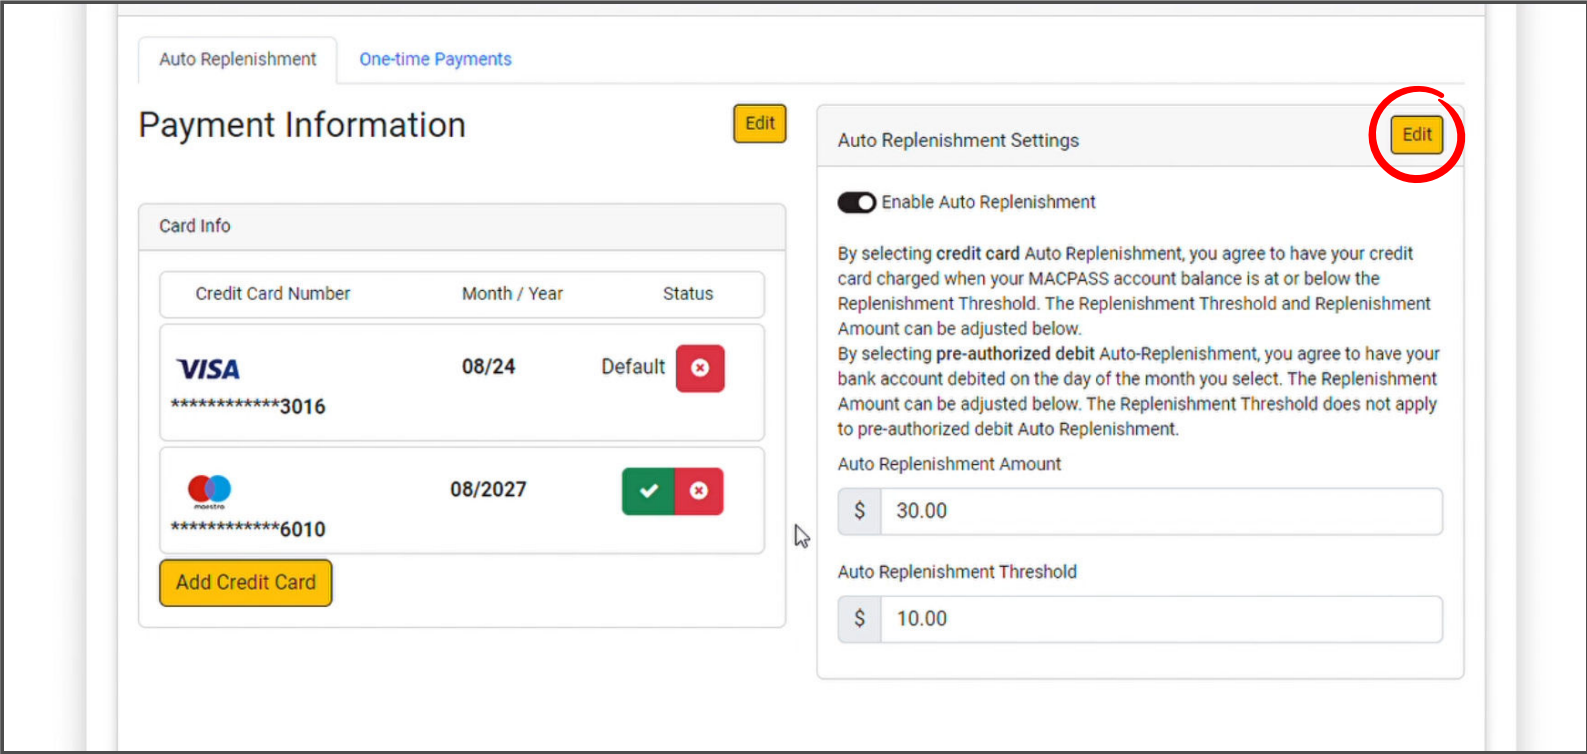 Auto Replenishment
One-time Payments
Payment Information
Edit
Card Info
Credit Card Number Month / Year Status
VISA 08/24 Default
************3016
maestro 08/2027
************6010
Add Credit Card
Auto Replenishment Settings
Edit
Enable Auto Replenishment
By selecting credit card Auto Replenishment, you agree to have your credit
card charged when your MACPASS account balance is at or below the
Replenishment Threshold. The Replenishment Threshold and Replenishment
Amount can be adjusted below.
By selecting pre-authorized debit Auto-Replenishment, you agree to have your
bank account debited on the day of the month you select. The Replenishment
Amount can be adjusted below. The Replenishment Threshold does not apply
to pre-authorized debit Auto Replenishment.
Auto Replenishment Amount
$ 30.00
Auto Replenishment Threshold
$ 10.00